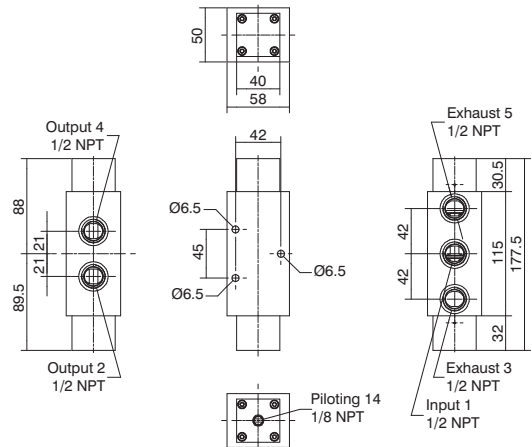 50
40
58
Output 4
1/2 NPT
88
21
21
89.5
Output 2
1/2 NPT
42
Ø6.5
45
Ø6.5
Ø6.5
Piloting 14
1/8 NPT
Exhaust 5
1/2 NPT
30.5
42
42
115
177.5
32
Exhaust 3
1/2 NPT
Input 1
1/2 NPT